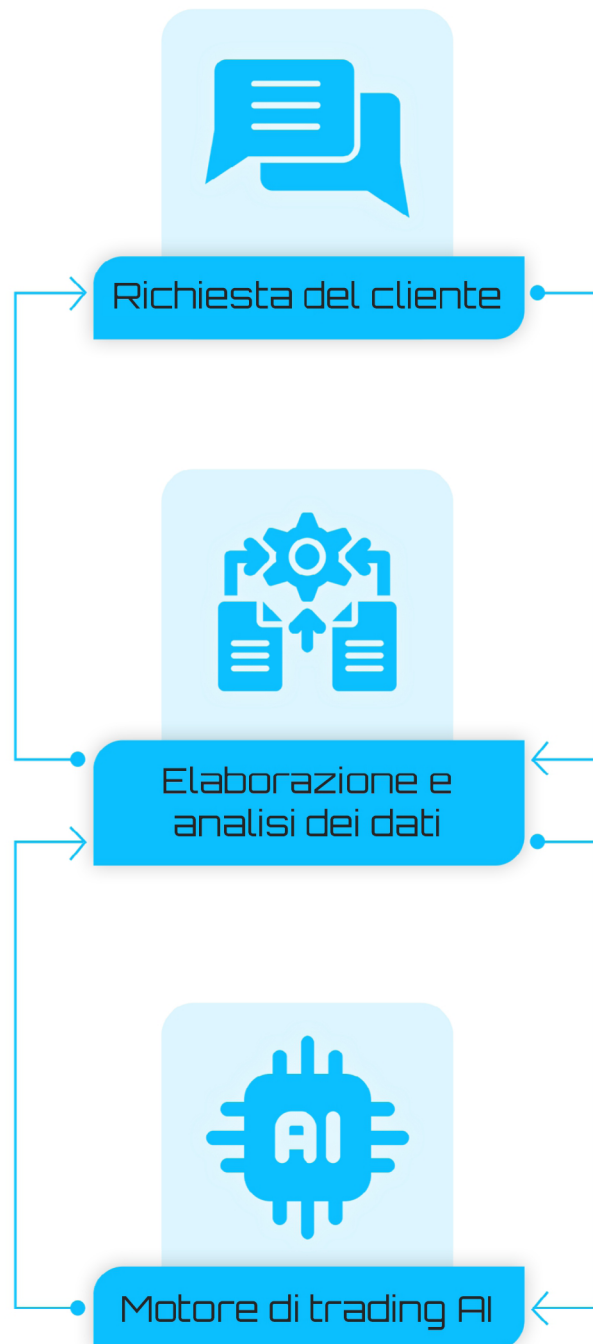 Richiesta del cliente
Elaborazione e
analisi dei dati
AI
Motore di trading AI